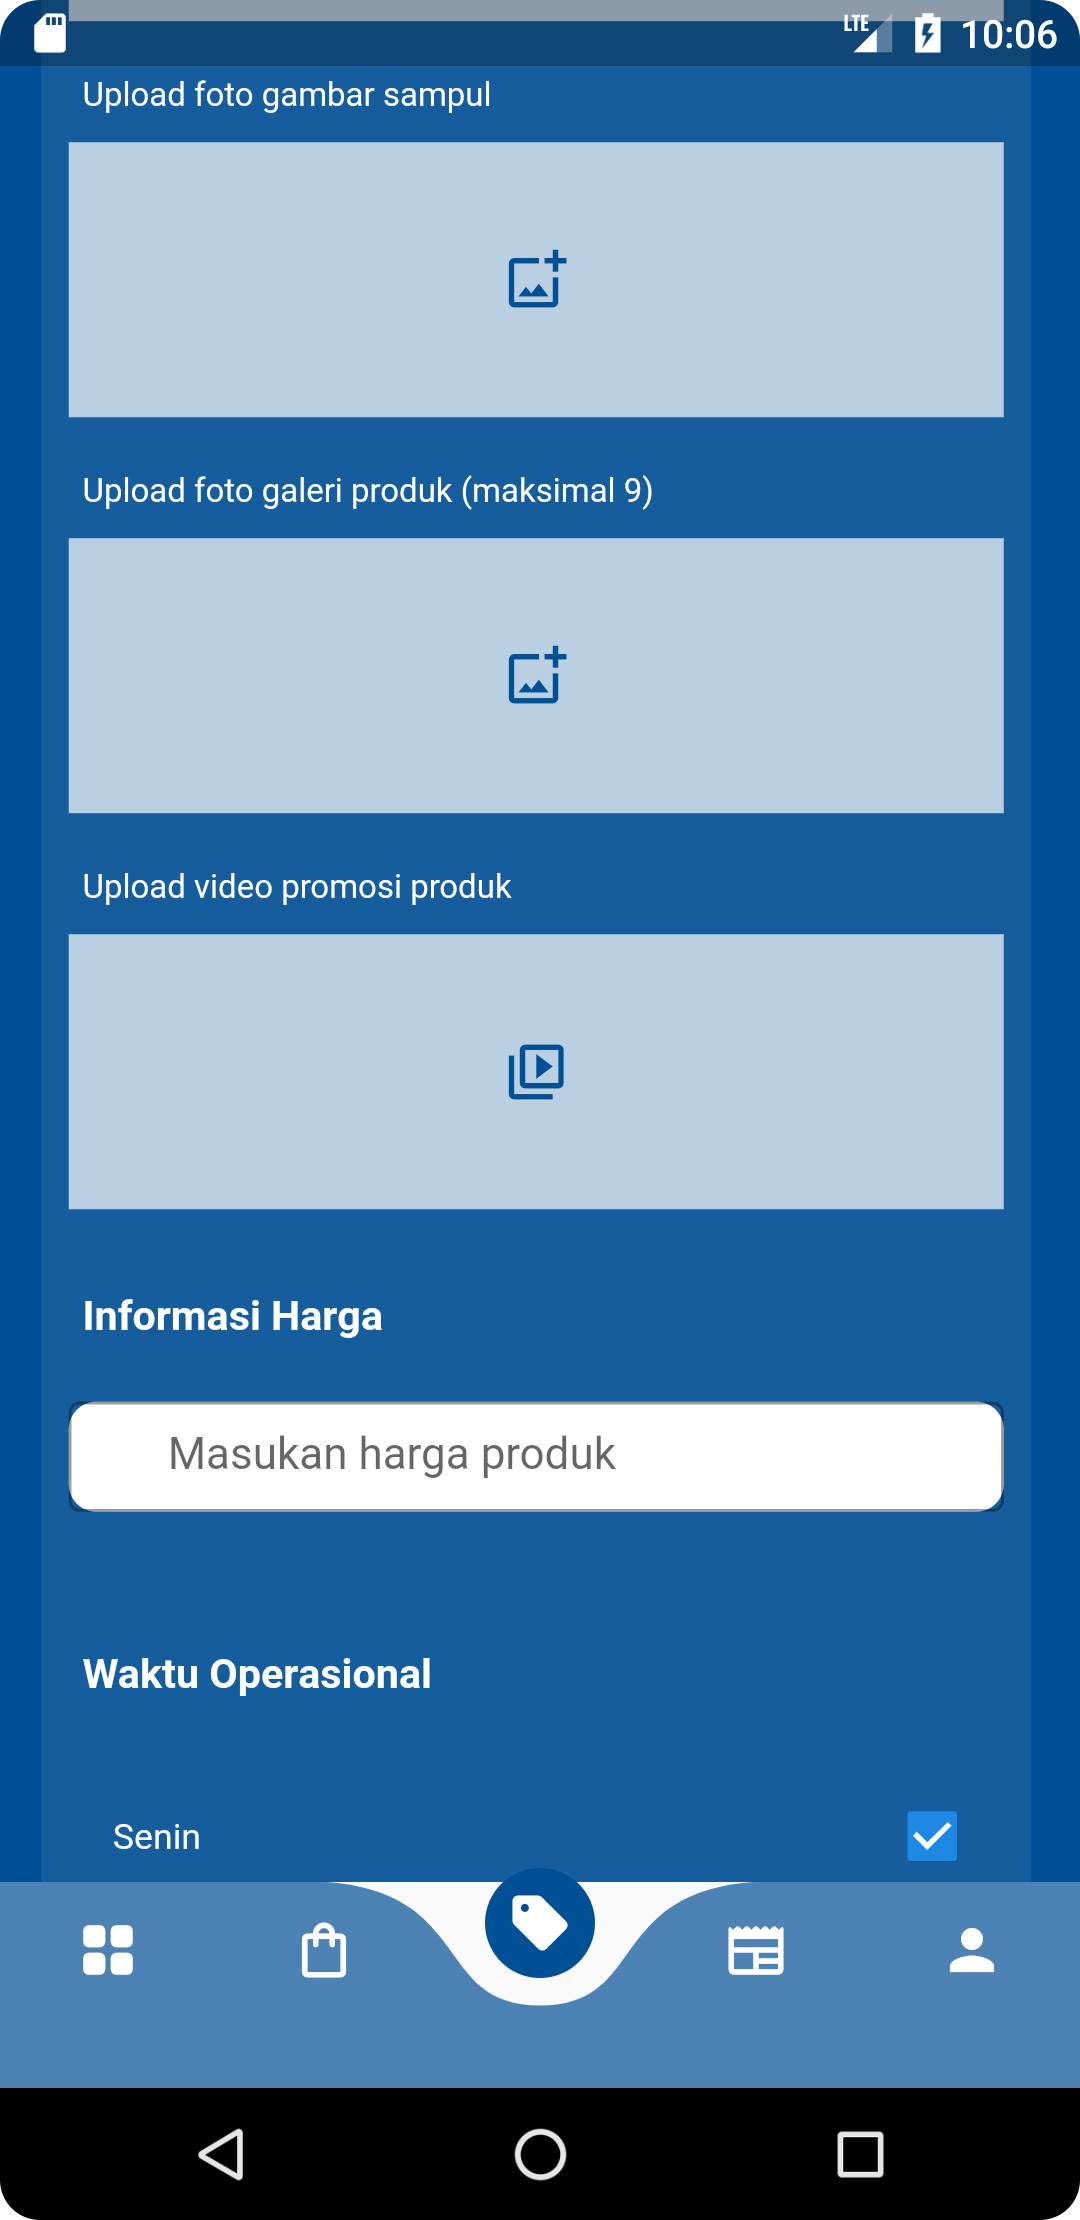 LTE 10:06
Upload foto gambar sampul
Upload foto galeri produk (maksimal 9)
Upload video promosi produk
Informasi Harga
Masukan harga produk
Waktu Operasional
Senin